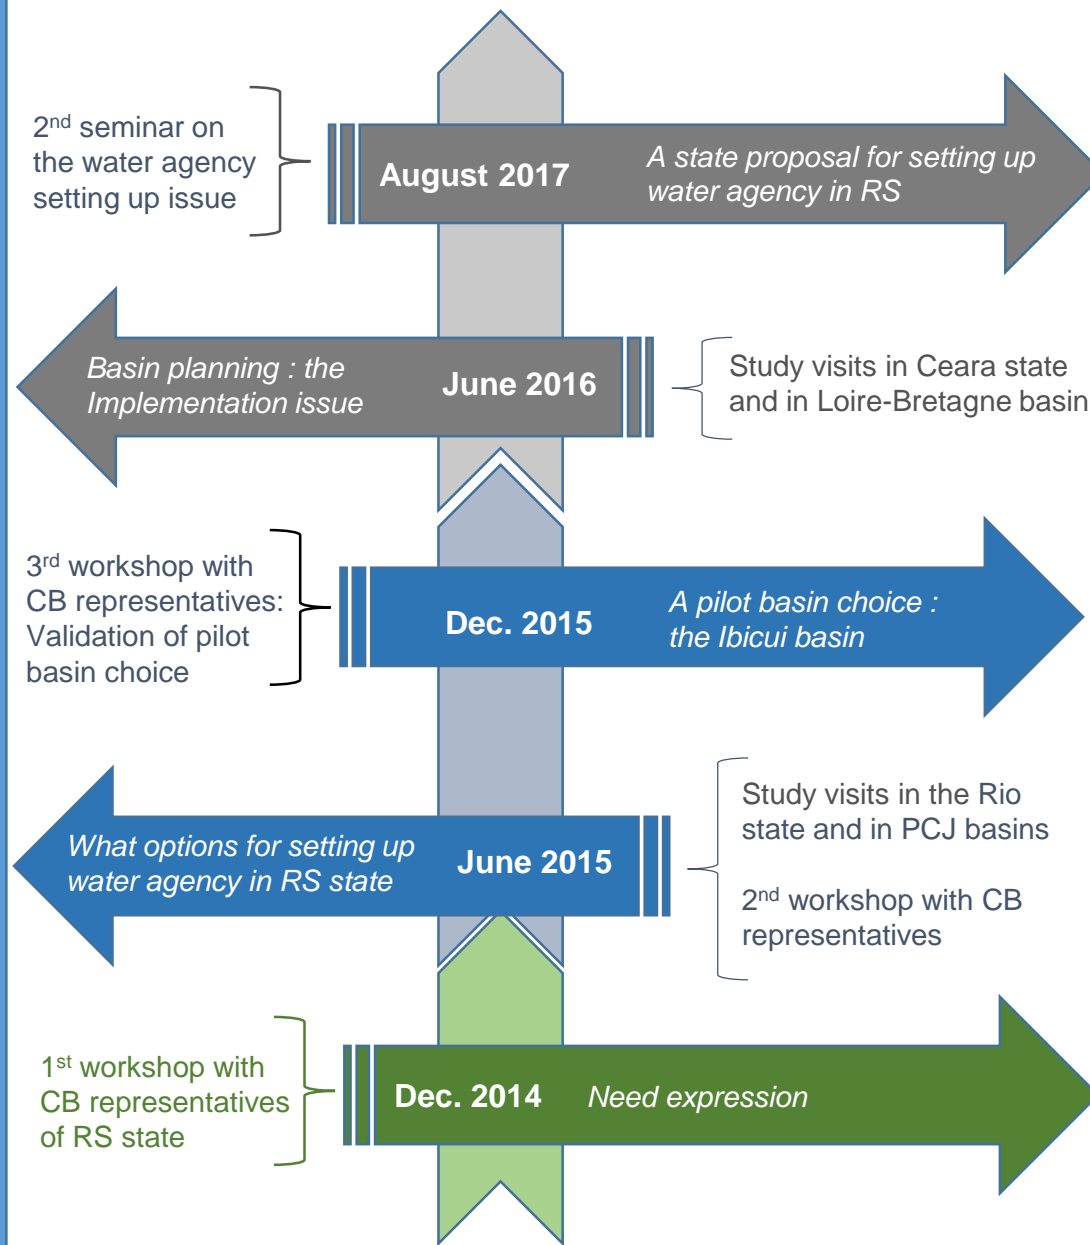 2nd seminar on
the water agency
setting up issue
August 2017
A state proposal for setting up
water agency in RS
Basin planning : the
Implementation issue
June 2016
Study visits in Ceara state
and in Loire-Bretagne basin
3rd workshop with
CB representatives:
Validation of pilot
basin choice
Dec. 2015
A pilot basin choice :
the Ibicui basin
What options for setting up
water agency in RS state
June 2015
Study visits in the Rio
state and in PCJ basins
2nd workshop with CB
representatives
1st workshop with
CB representatives
of RS state
Dec. 2014
Need expression